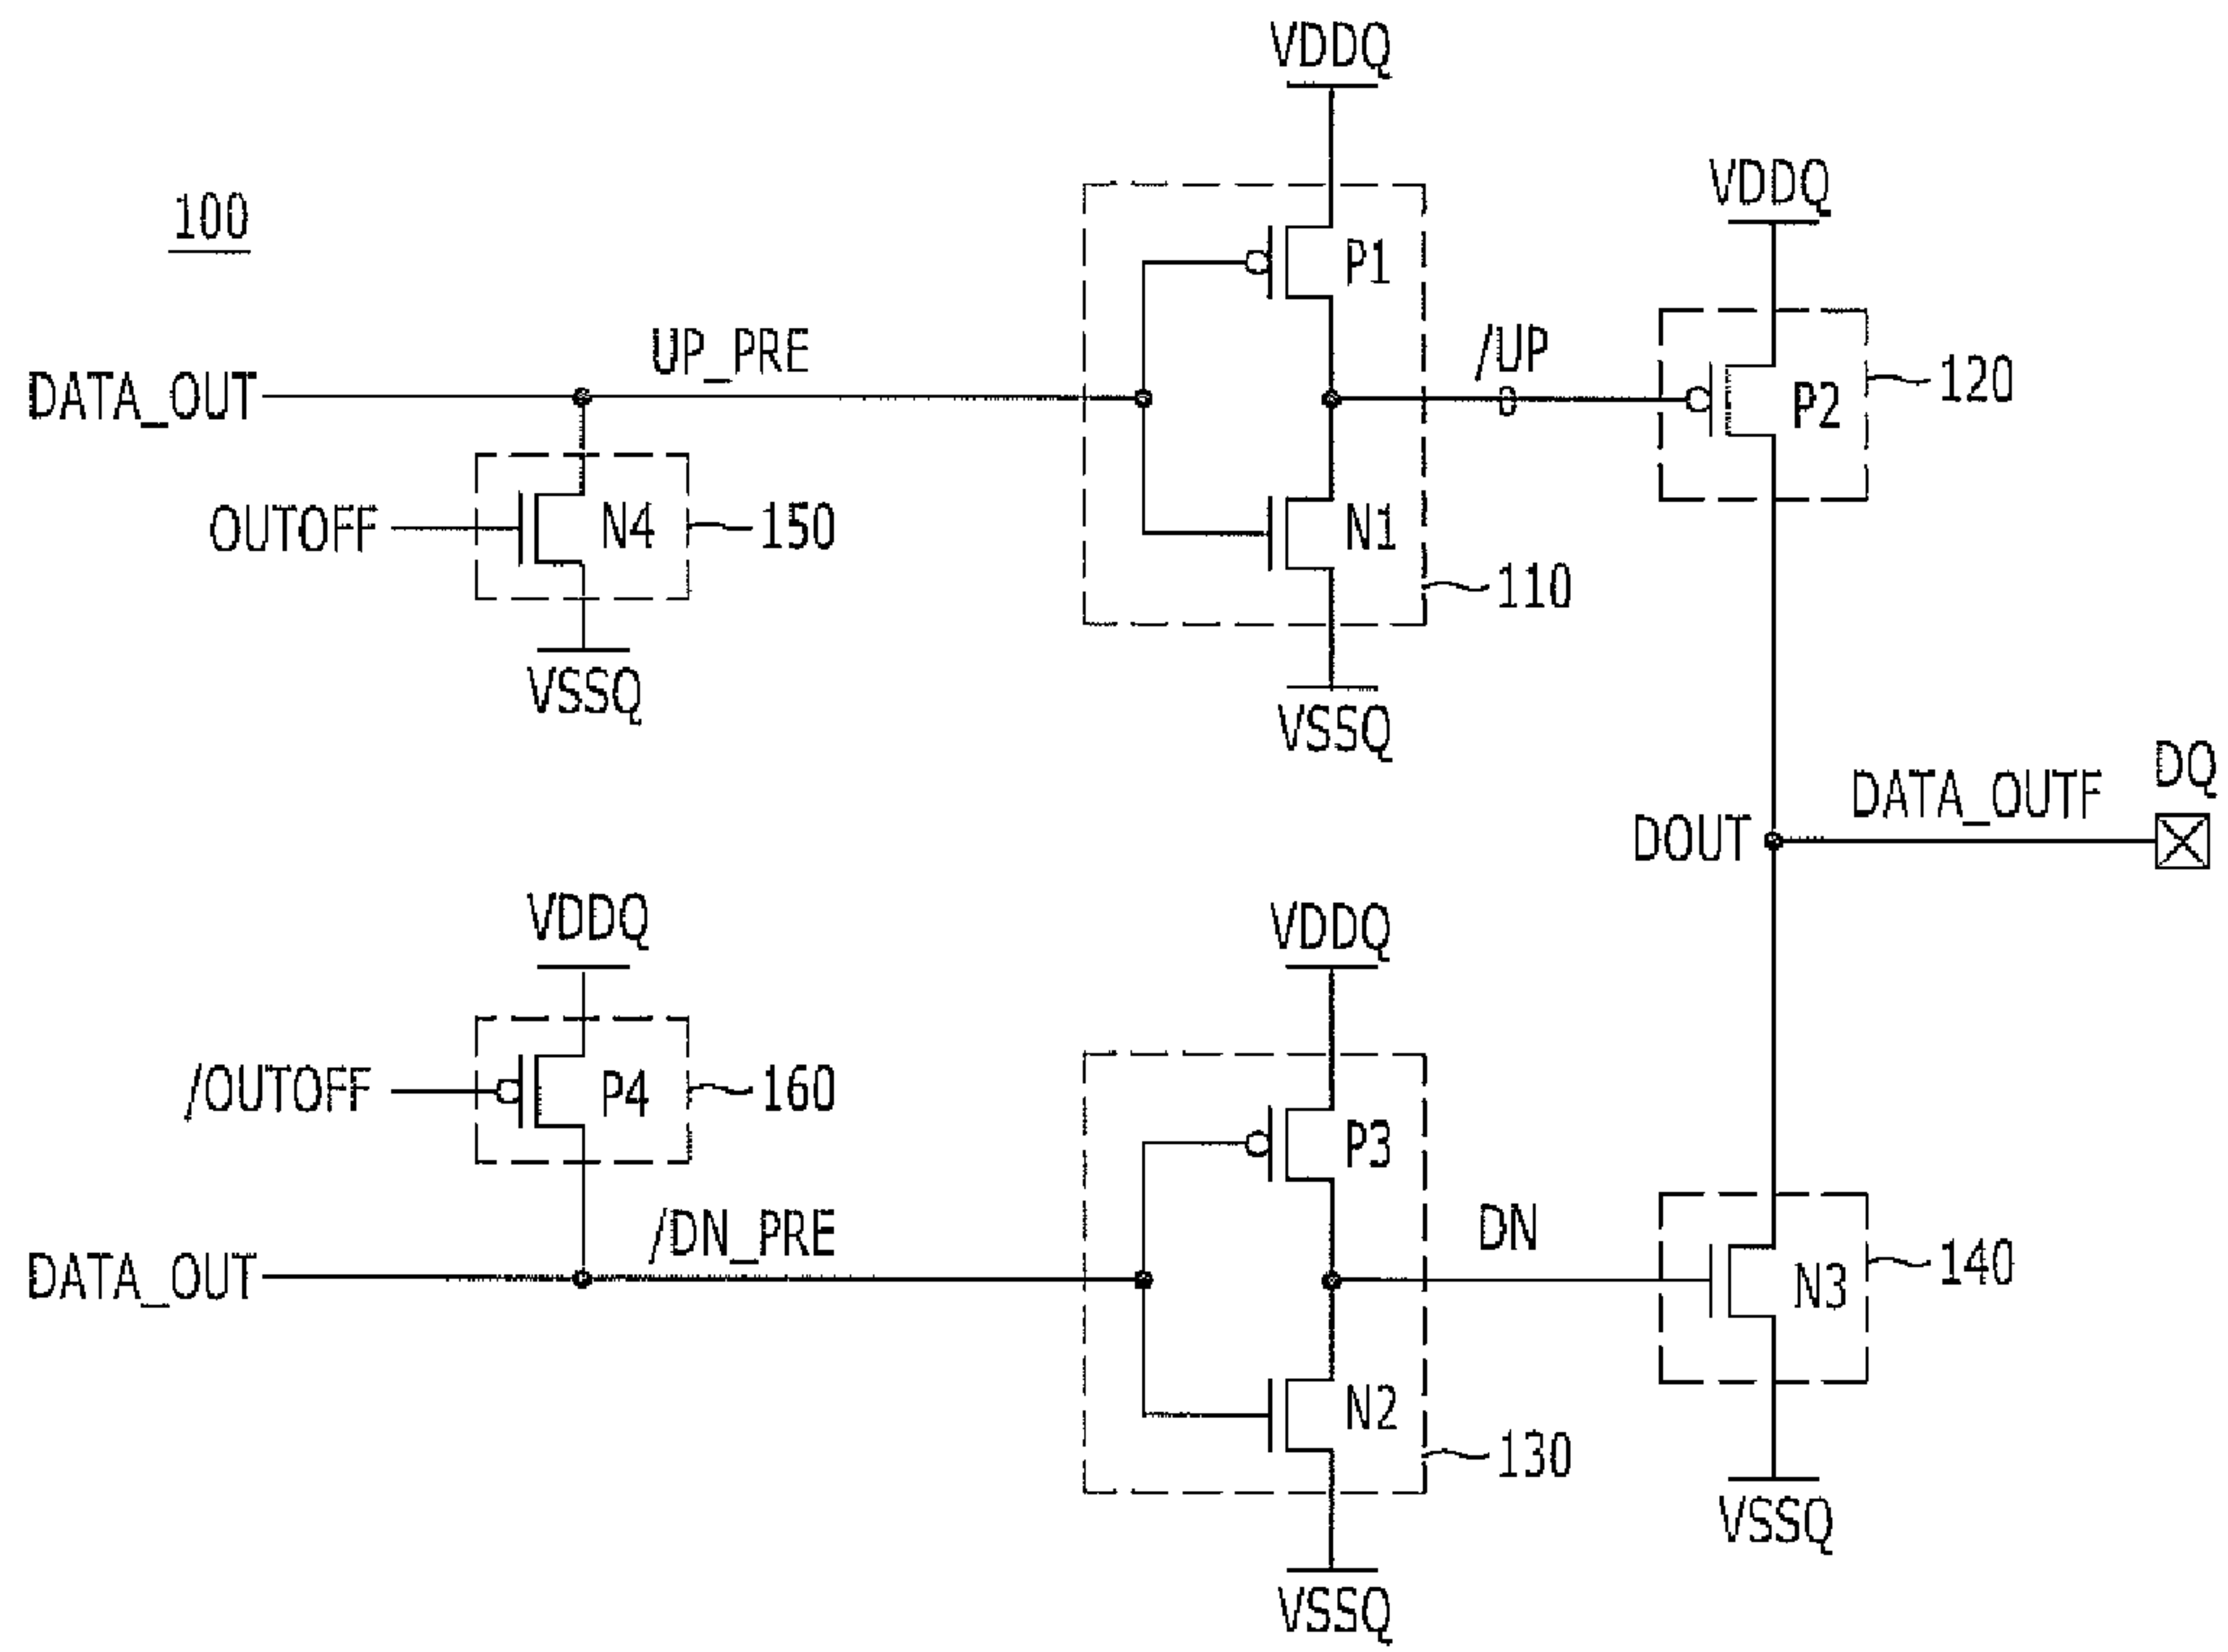 VDDQ
VDDQ
100
P1
UP_PRE
/UP
DATA_OUT
P2
120
OUTOFF
N4
150
N1
110
VSSQ
VSSQ
DQ
DATA_OUTF
DOUT
VDDQ
VDDQ
/OUTOFF
P4
160
P3
/DN_PRE
DN
DATA_OUT
N3
140
N2
130
VSSQ
VSSQ